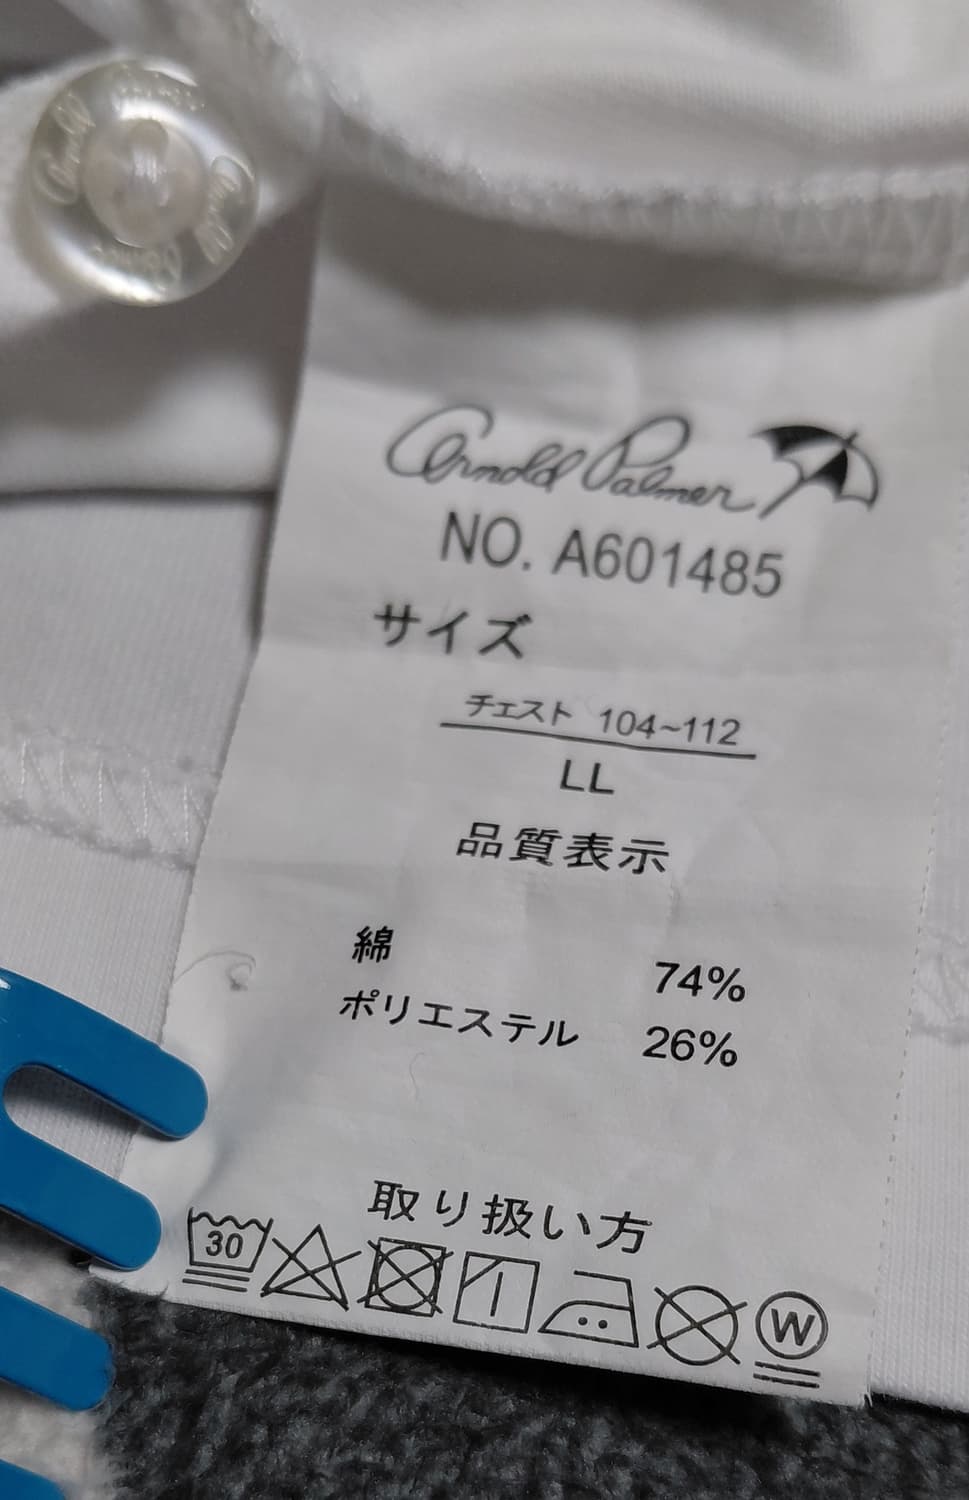 Arnold Palmer
NO. A601485
サイズ
チェスト 104~112
LL
品質表示
綿 74%
ポリエステル 26%
取り扱い方
30
W